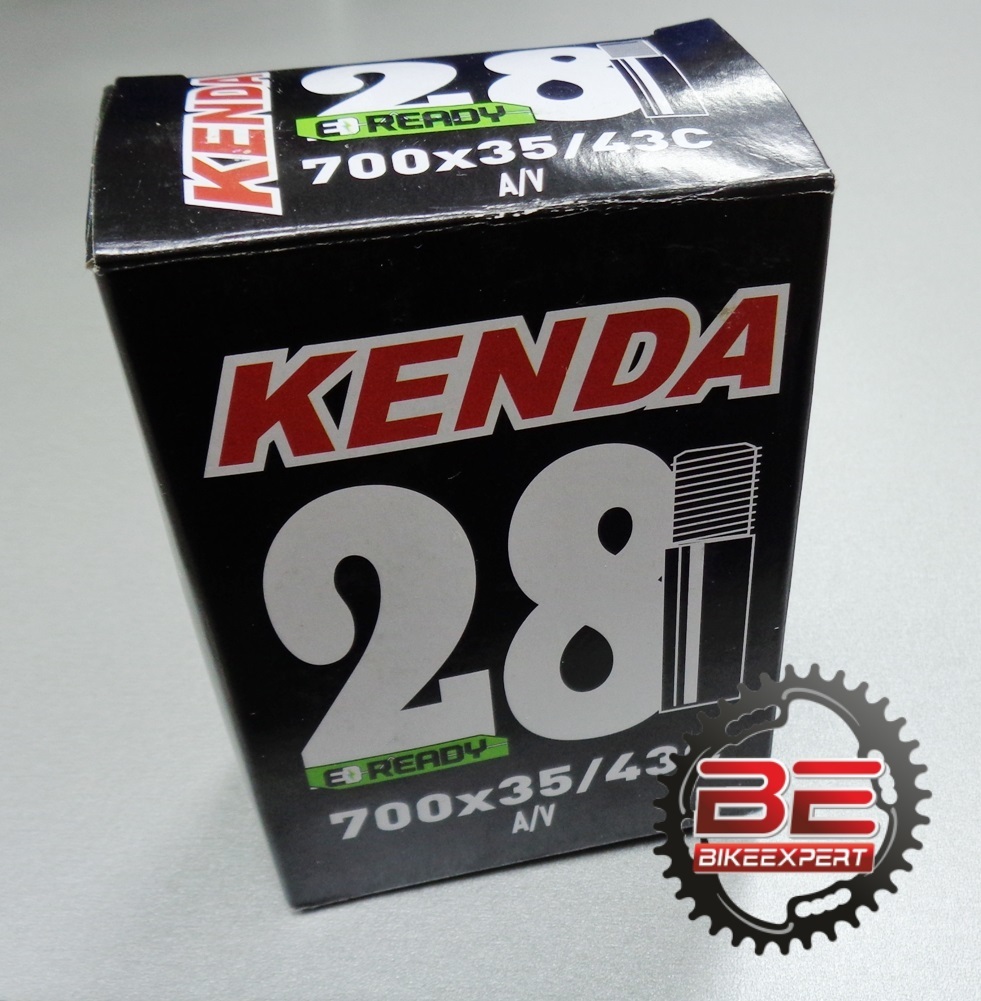 KENDA
28
READY
700x35/43C
A/V
KENDA
28
READY
700x35/43
A/V
BE
BIKEEXPERT